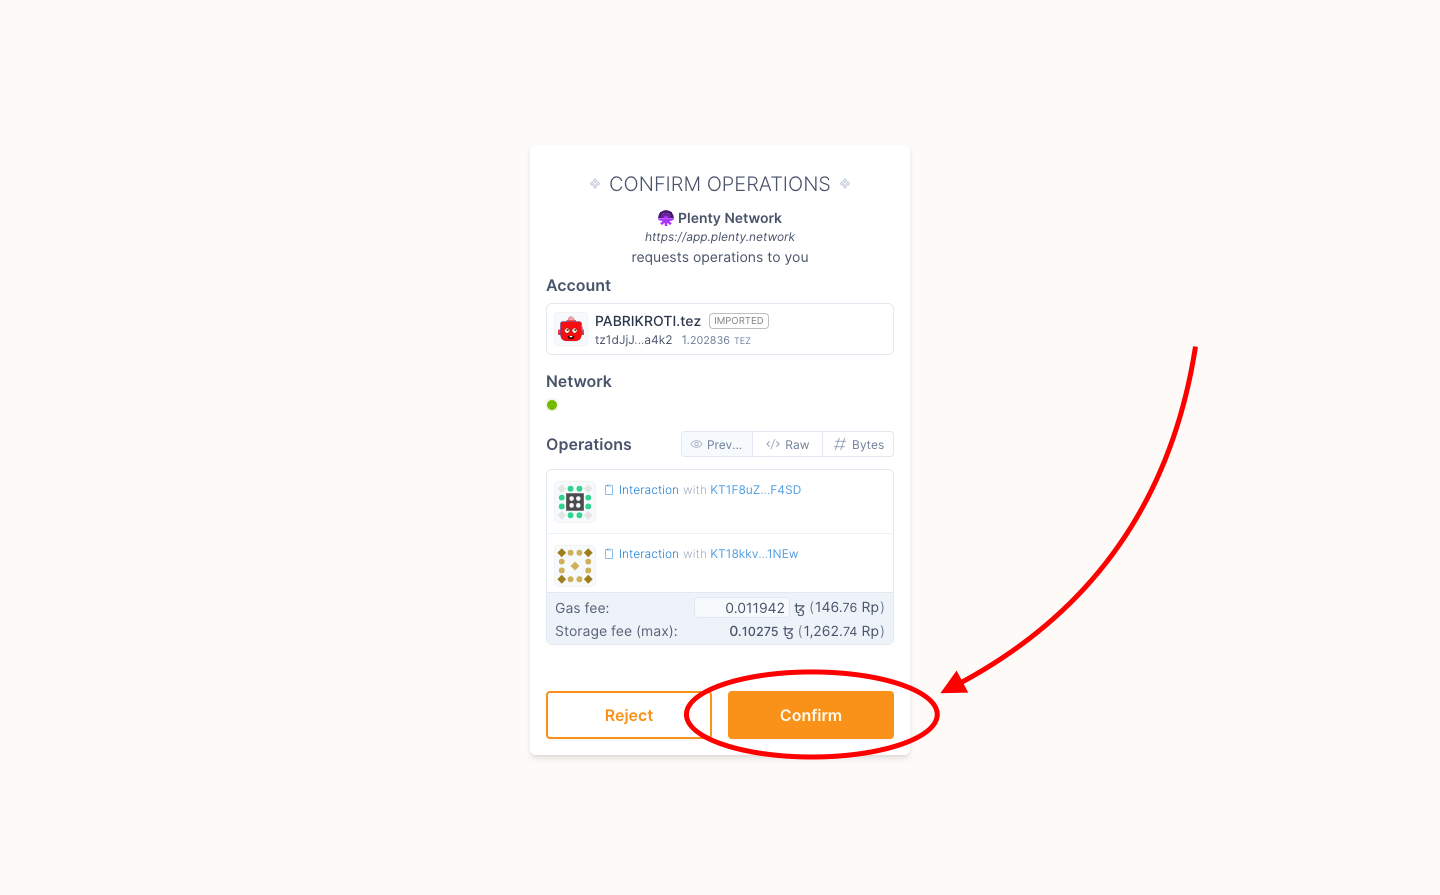 CONFIRM OPERATIONS
Plenty Network
https://app.plenty.network
requests operations to you
Account
PABRIKROTI.tez IMPORTED
tz1dJjJ...a4k2 1.202836 TEZ
Network
Operations Prev... Raw Bytes
Interaction with KT1F8uZ...F4SD
Interaction with KT18kkv...1NEw
Gas fee: 0.011942 ꜩ (146.76 Rp)
Storage fee (max): 0.10275 ꜩ (1,262.74 Rp)
Reject Confirm